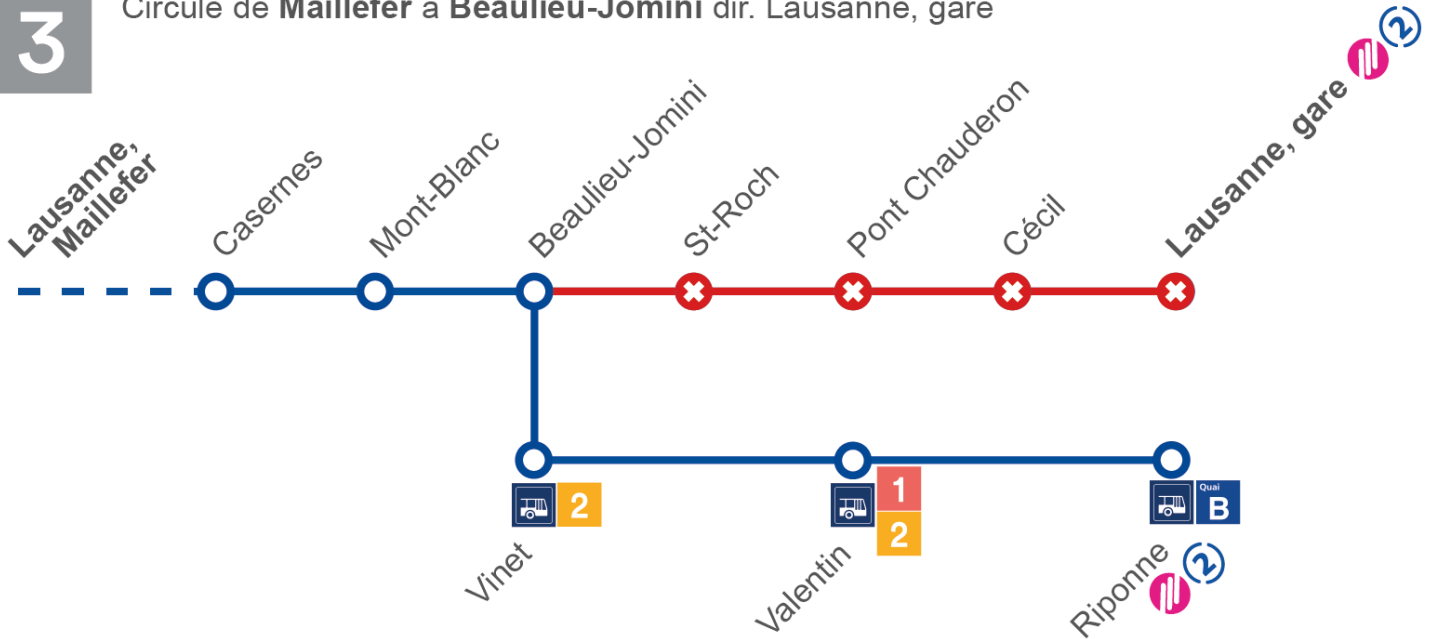 3
Circule de Maillefer à Beaulieu-Jomini dir. Lausanne, gare
Lausanne,
Maillefer
Casernes
Mont-Blanc
Beaulieu-Jomini
St-Roch
Pont Chauderon
Cécil
Lausanne, gare
2
2
Vinet
1
2
Valentin
Quai
B
Riponne
2